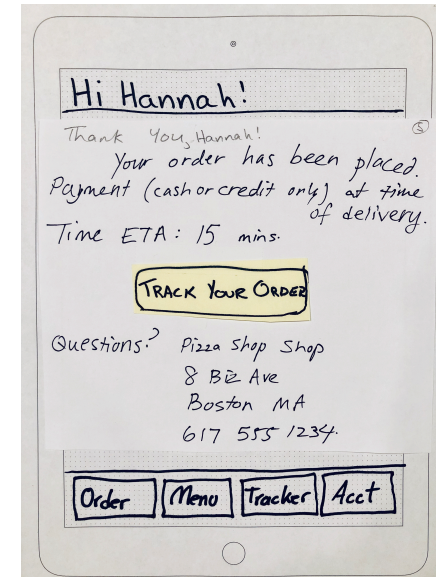 Hi Hannah!
Thank You, Hannah!
5
Your order has been placed.
Payment (cash or credit only) at time
of delivery.
Time ETA: 15 mins.
TRACK YOUR ORDER
Questions? Pizza Shop Shop
8 Biz Ave
Boston MA
617 555 1234.
Order Menu Tracker Acct